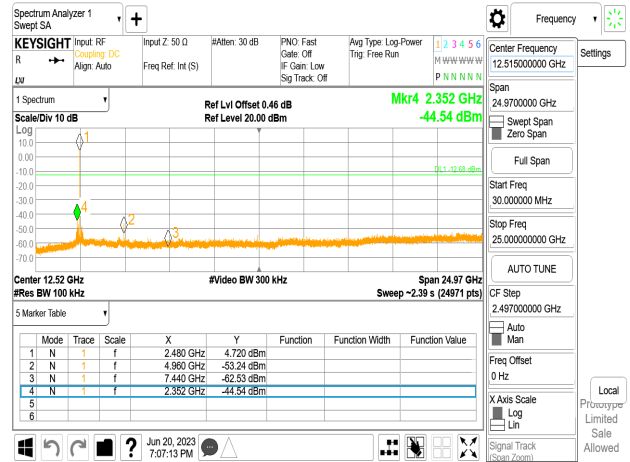 Spectrum Analyzer 1
Swept SA
Frequency
KEYSIGHT
R
Input: RF
Coupling: DC
Align: Auto
Input Z: 50 Ω
Freq Ref: Int (S)
#Atten: 30 dB
PNO: Fast
Gate: Off
IF Gain: Low
Sig Track: Off
Avg Type: Log-Power
Trig: Free Run
1 2 3 4 5 6
M W W W W W
P N N N N N
1 Spectrum
Scale/Div 10 dB
Ref Lvl Offset 0.46 dB
Ref Level 20.00 dBm
Mkr4 2.352 GHz
-44.54 dBm
Log
10.0
0.00
-10.0
-20.0
-30.0
-40.0
-50.0
-60.0
-70.0
1
2
3
4
DL1 -12.68 dBm
Center 12.52 GHz
#Video BW 300 kHz
Span 24.97 GHz
#Res BW 100 kHz
Sweep ~2.39 s (24971 pts)
5 Marker Table
Mode Trace Scale X Y Function Function Width Function Value
1 N 1 f 2.480 GHz 4.720 dBm
2 N 1 f 4.960 GHz -53.24 dBm
3 N 1 f 7.440 GHz -62.53 dBm
4 N 1 f 2.352 GHz -44.54 dBm
5
6
Jun 20, 2023
7:07:13 PM
Center Frequency
12.515000000 GHz
Settings
Span
24.9700000 GHz
Swept Span
Zero Span
Full Span
Start Freq
30.000000 MHz
Stop Freq
25.000000000 GHz
AUTO TUNE
CF Step
2.497000000 GHz
Auto
Man
Freq Offset
0 Hz
X Axis Scale
Log
Lin
Signal Track
(Span Zoom)
Local
Prototype
Limited
Sale
Allowed